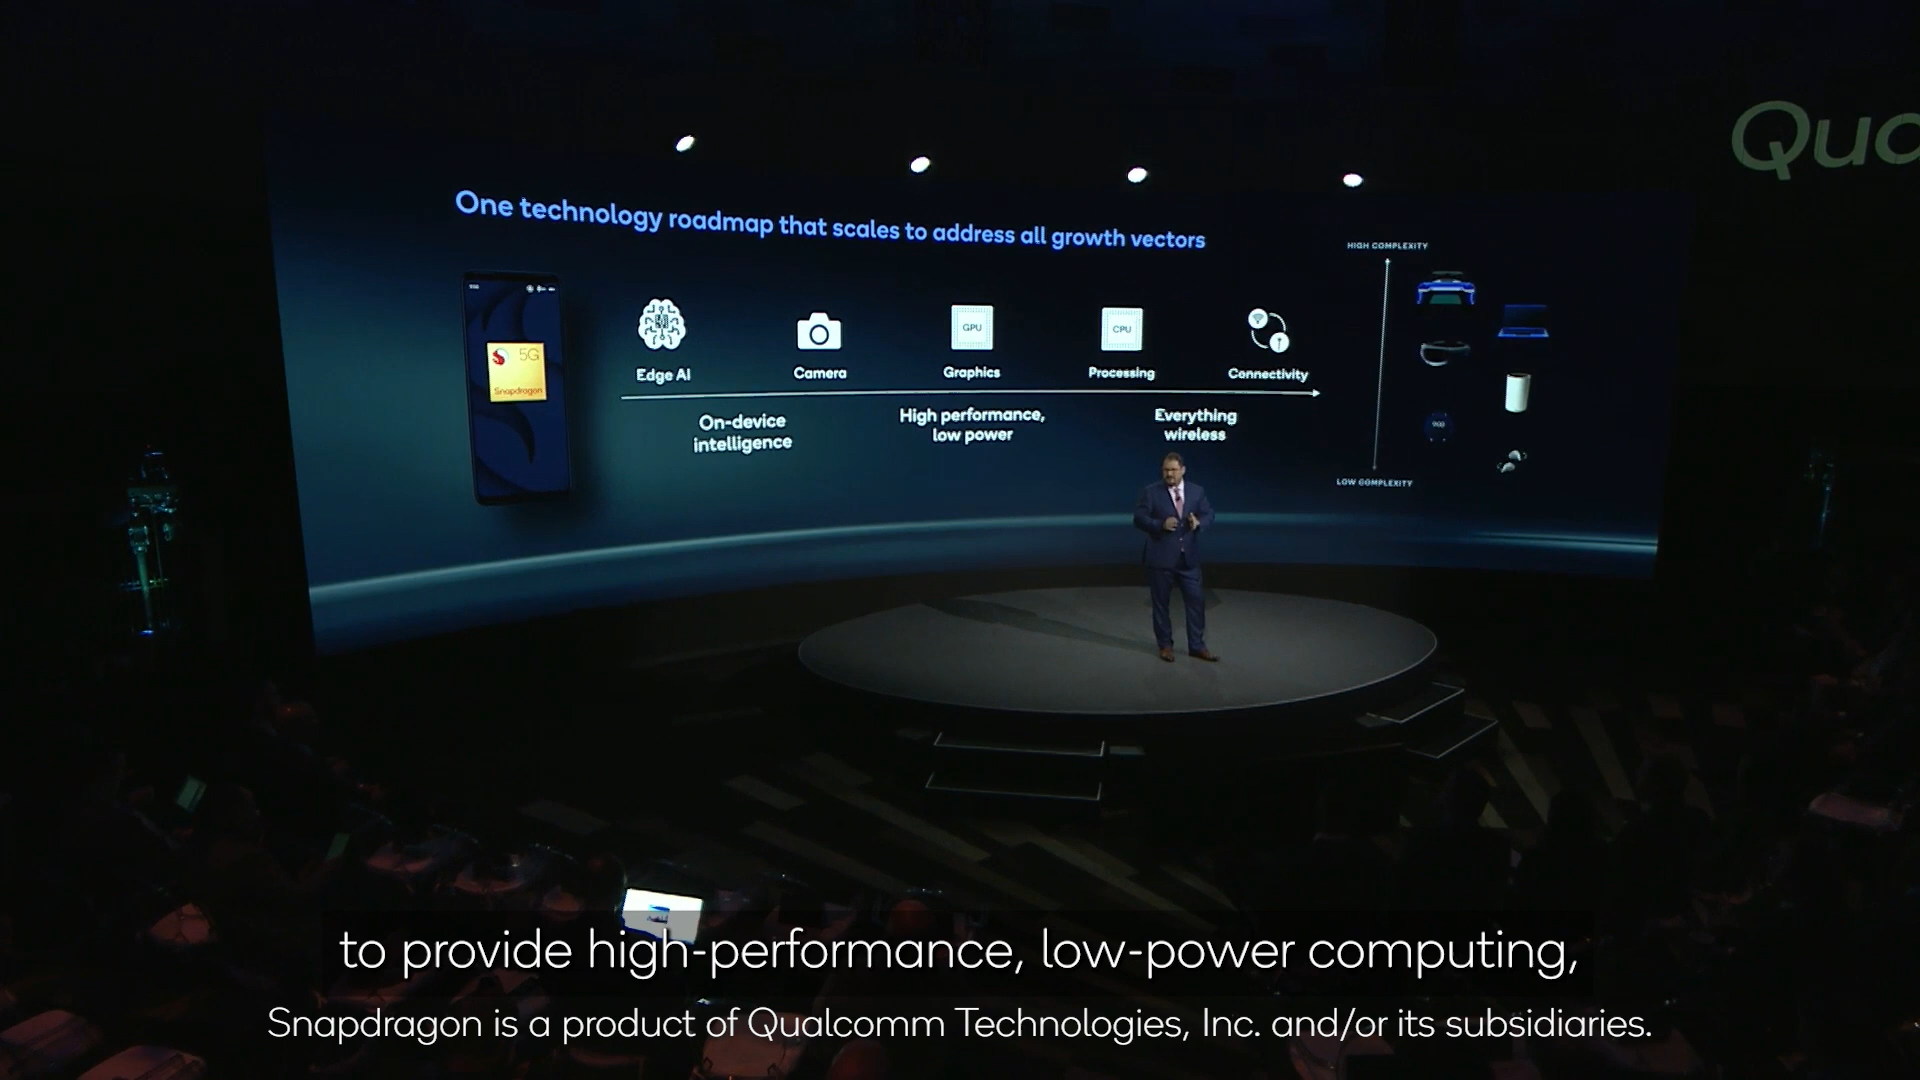 Qua
One technology roadmap that scales to address all growth vectors
HIGH COMPLEXITY
5G
Snapdragon
GPU
CPU
Edge AI
Camera
Graphics
Processing
Connectivity
On-device
intelligence
High performance,
low power
Everything
wireless
900
LOW COMPLEXITY
to provide high-performance, low-power computing,
Snapdragon is a product of Qualcomm Technologies, Inc. and/or its subsidiaries.